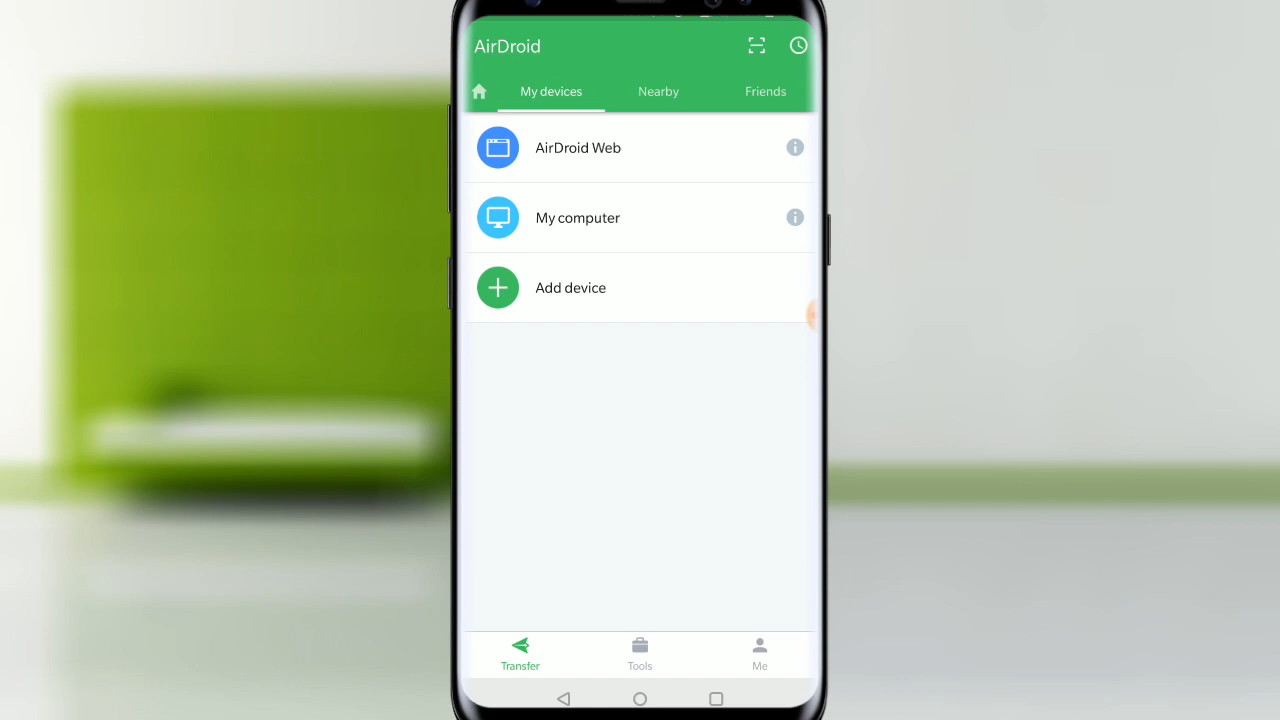 AirDroid
My devices Nearby Friends
AirDroid Web
My computer
Add device
Transfer Tools Me